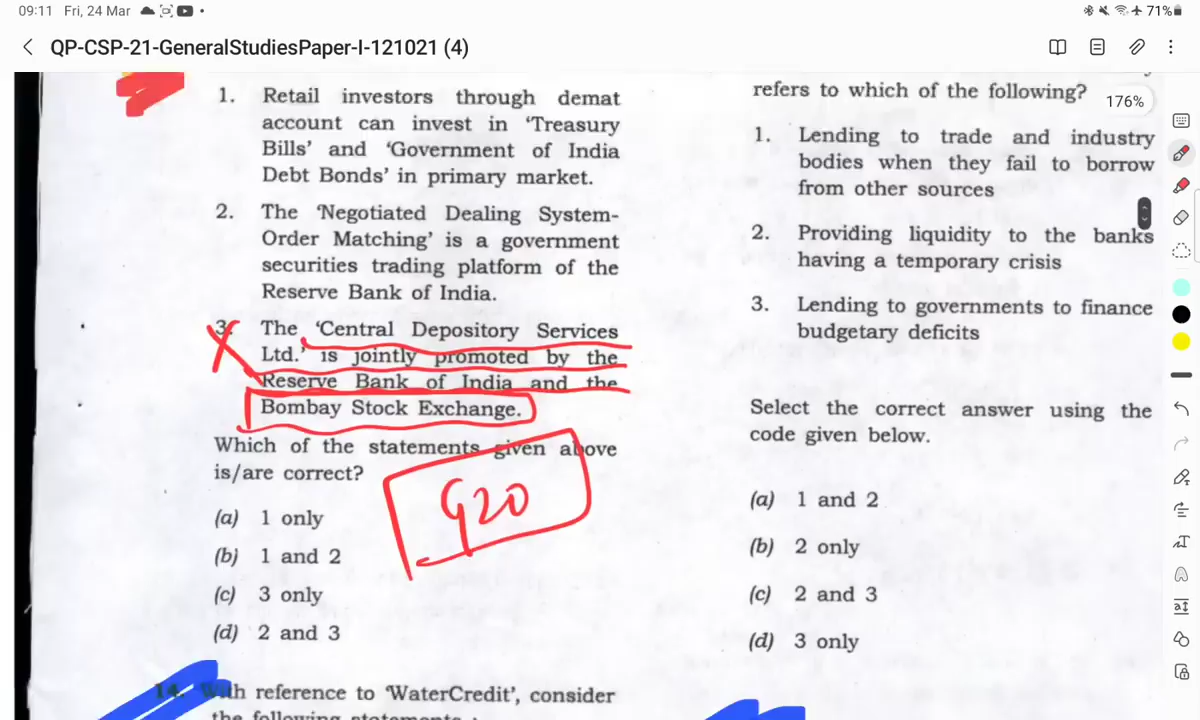 09:11 Fri, 24 Mar
71%
QP-CSP-21-GeneralStudiesPaper-I-121021 (4)
176%
1. Retail investors through demat
account can invest in ‘Treasury
Bills’ and ‘Government of India
Debt Bonds’ in primary market.
2. The ‘Negotiated Dealing System-
Order Matching’ is a government
securities trading platform of the
Reserve Bank of India.
3. The ‘Central Depository Services
Ltd.’ is jointly promoted by the
Reserve Bank of India and the
Bombay Stock Exchange.
Which of the statements given above
is/are correct?
G20
(a) 1 only
(b) 1 and 2
(c) 3 only
(d) 2 and 3
14. With reference to ‘WaterCredit’, consider
the following statements :
refers to which of the following?
1. Lending to trade and industry
bodies when they fail to borrow
from other sources
2. Providing liquidity to the banks
having a temporary crisis
3. Lending to governments to finance
budgetary deficits
Select the correct answer using the
code given below.
(a) 1 and 2
(b) 2 only
(c) 2 and 3
(d) 3 only